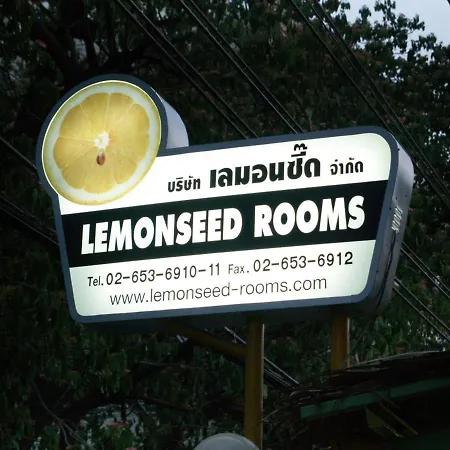 บริษัท เลมอนซี๊ด จำกัด
LEMONSEED ROOMS
Tel. 02-653-6910-11 Fax. 02-653-6912
www.lemonseed-rooms.com